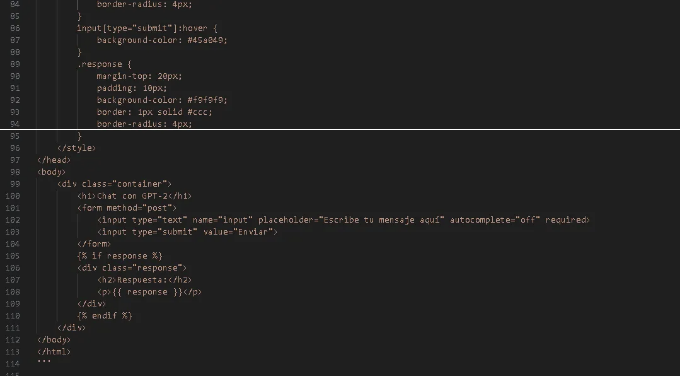 84 border-radius: 4px;
85 }
86 input[type="submit"]:hover {
87 background-color: #45a049;
88 }
89 .response {
90 margin-top: 20px;
91 padding: 10px;
92 background-color: #f9f9f9;
93 border: 1px solid #ccc;
94 border-radius: 4px;
95 }
96 </style>
97 </head>
98 <body>
99 <div class="container">
100 <h1>Chat con GPT-2</h1>
101 <form method="post">
102 <input type="text" name="input" placeholder="Escribe tu mensaje aquí" autocomplete="off" required>
103 <input type="submit" value="Enviar">
104 </form>
105 {% if response %}
106 <div class="response">
107 <h2>Respuesta:</h2>
108 <p>{{ response }}</p>
109 </div>
110 {% endif %}
111 </div>
112 </body>
113 </html>
114 """
115